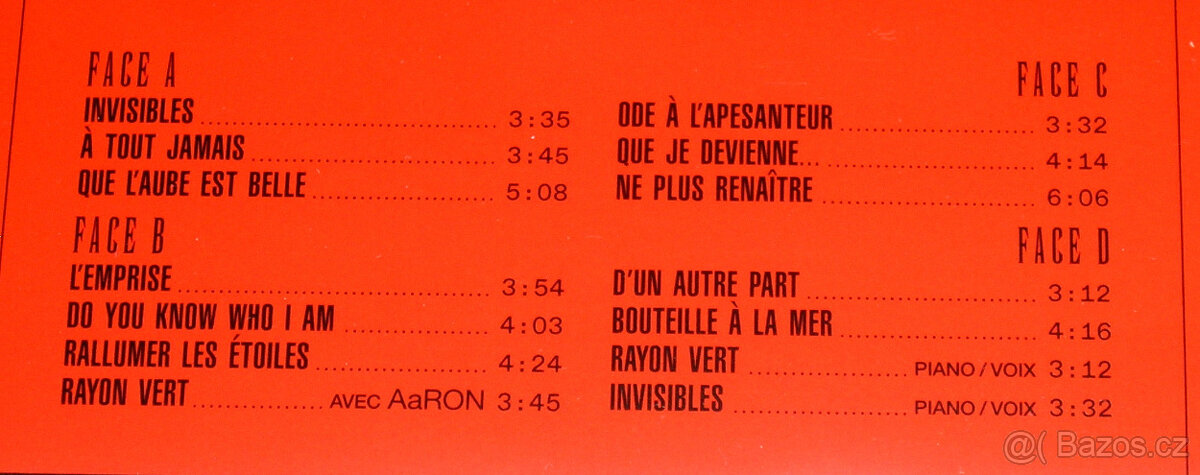 FACE A
INVISIBLES 3:35
À TOUT JAMAIS 3:45
QUE L'AUBE EST BELLE 5:08
FACE B
L'EMPRISE 3:54
DO YOU KNOW WHO I AM 4:03
RALLUMER LES ÉTOILES 4:24
RAYON VERT AVEC AaRON 3:45
FACE C
ODE À L'APESANTEUR 3:32
QUE JE DEVIENNE... 4:14
NE PLUS RENAÎTRE 6:06
FACE D
D'UN AUTRE PART 3:12
BOUTEILLE À LA MER 4:16
RAYON VERT PIANO/VOIX 3:12
INVISIBLES PIANO/VOIX 3:32
@( Bazos.cz